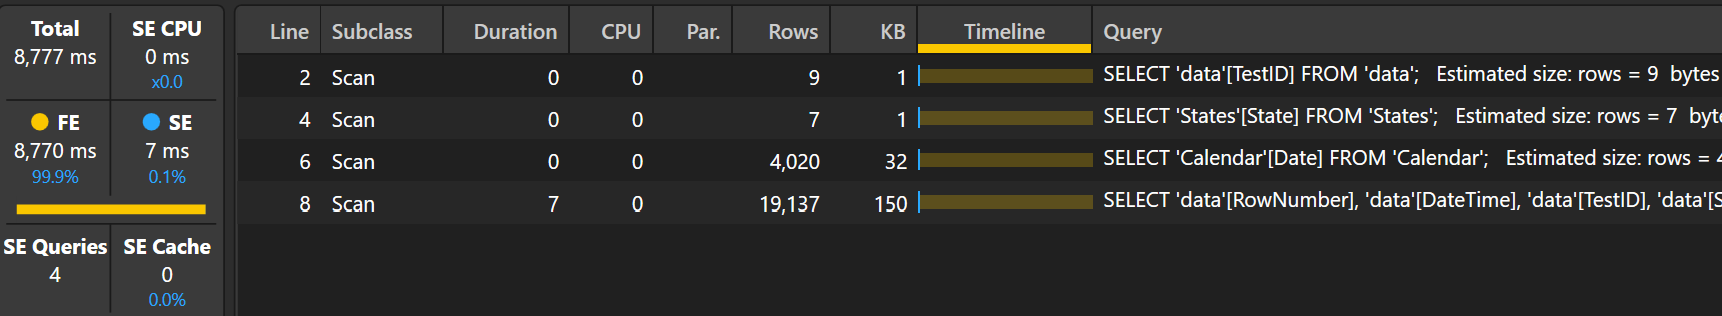 Total SE CPU
8,777 ms 0 ms
x0.0
FE SE
8,770 ms 7 ms
99.9% 0.1%
SE Queries SE Cache
4 0
0.0%
Line Subclass Duration CPU Par. Rows KB Timeline Query
2 Scan 0 0 9 1 SELECT 'data'[TestID] FROM 'data'; Estimated size: rows = 9 bytes
4 Scan 0 0 7 1 SELECT 'States'[State] FROM 'States'; Estimated size: rows = 7 byte
6 Scan 0 0 4,020 32 SELECT 'Calendar'[Date] FROM 'Calendar'; Estimated size: rows = 4
8 Scan 7 0 19,137 150 SELECT 'data'[RowNumber], 'data'[DateTime], 'data'[TestID], 'data'[S